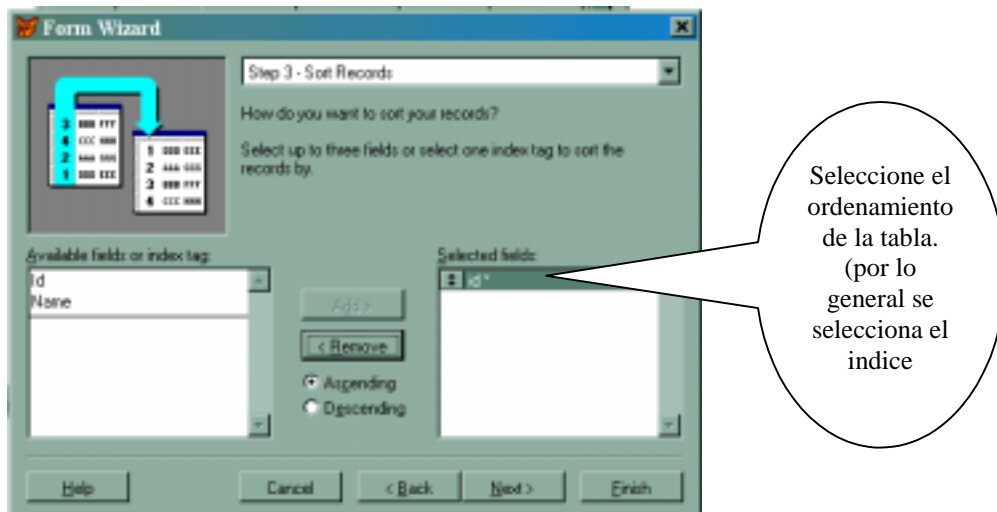 Form Wizard
Step 3 - Sort Records
How do you want to sort your records?
Select up to three fields or select one index tag to sort the
records by.
Available fields or index tag:
Id
Name
Add >
< Remove
Ascending
Descending
Selected fields:
id*
Help
Cancel
< Back
Next >
Finish
Seleccione el
ordenamiento
de la tabla.
(por lo
general se
selecciona el
indice